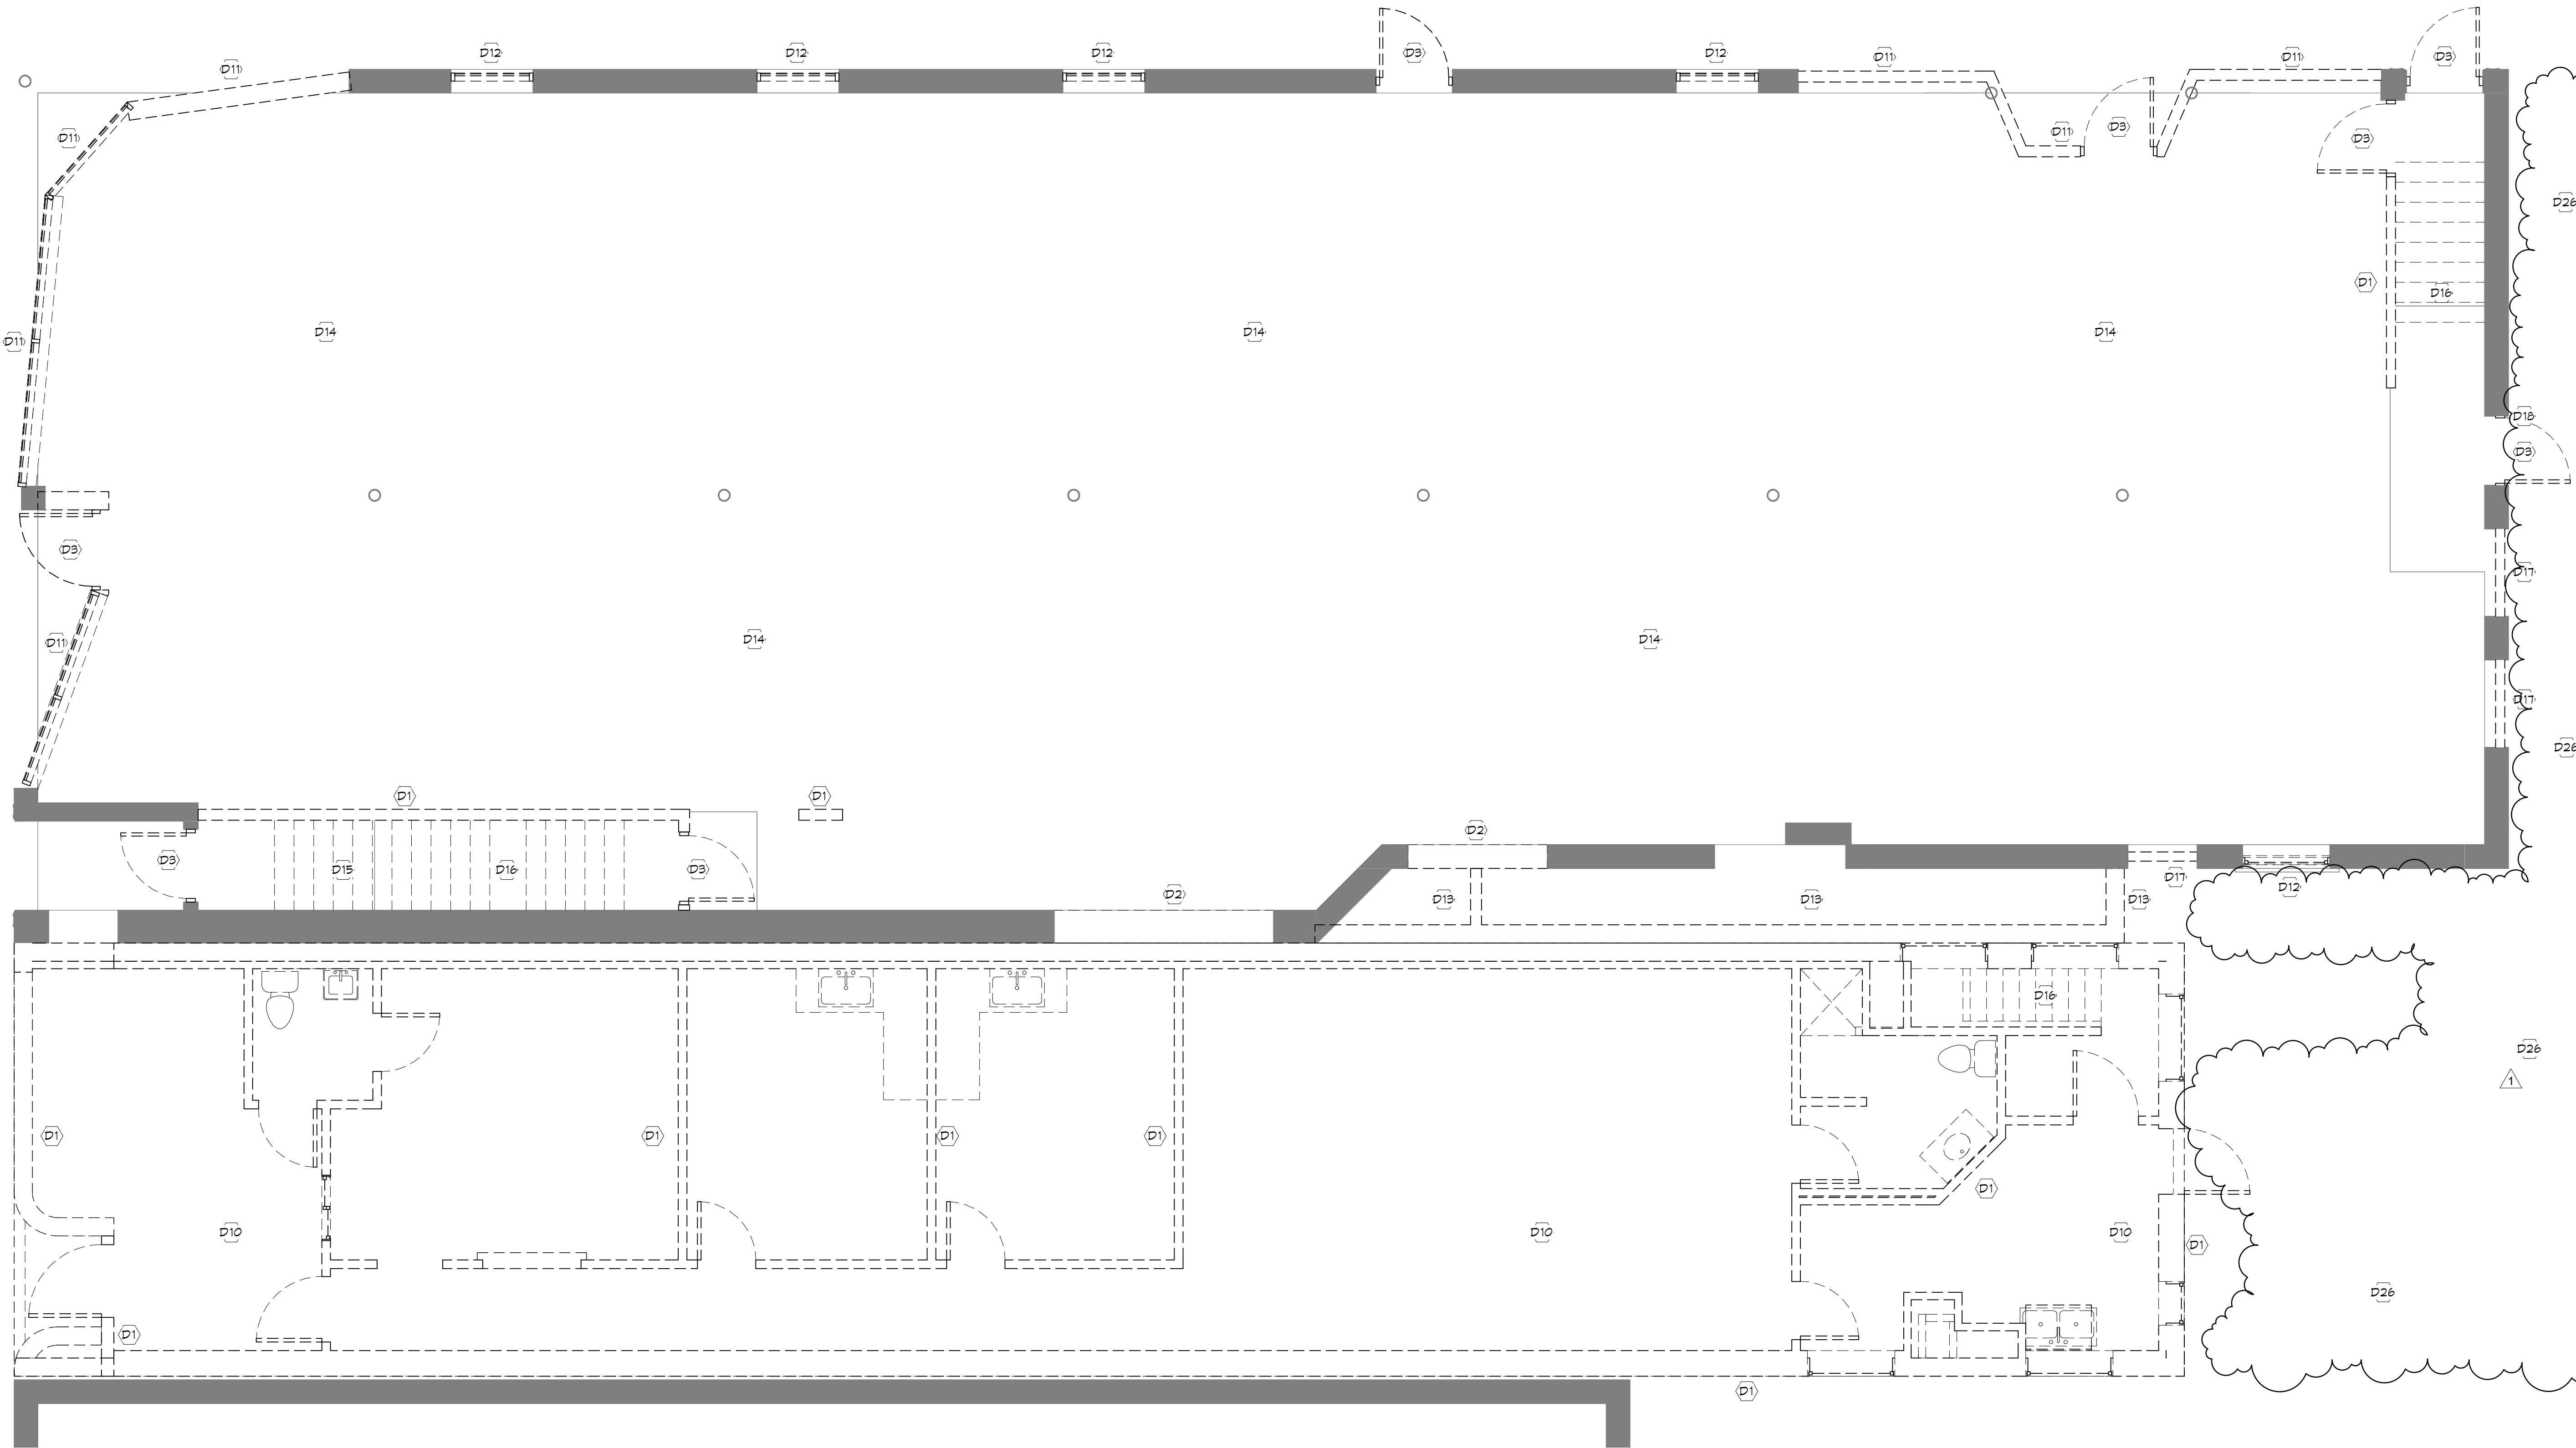 D12 D12 D12 D3 D12 D11 D11 D3
D11
D11 D11 D3 D3
D26
D1 D16
D11 D14 D14 D14
D18
D3
D3
D17
D11 D14 D14
D17
D26
D1 D1
D2
D3 D15 D16 D3
D17
D2 D13 D13 D13 D12
D16
D26
1
D1 D1 D1 D1
D1
D10 D10 D10 D1
D26
D1
D1